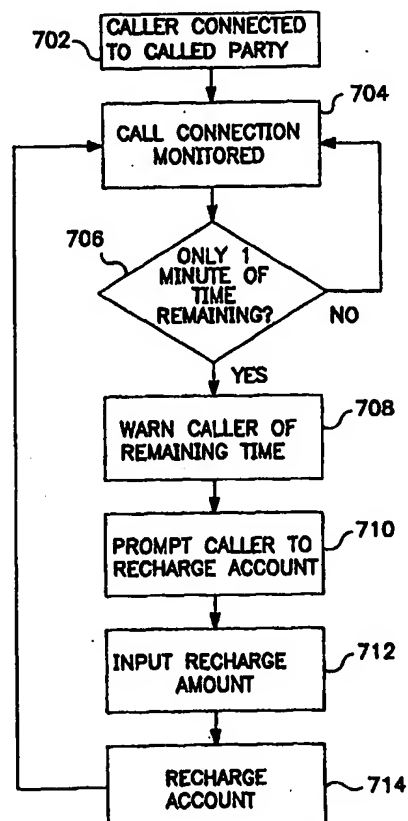 702
CALLER CONNECTED
TO CALLED PARTY
704
CALL CONNECTION
MONITORED
706
ONLY 1
MINUTE OF
TIME
REMAINING?
NO
YES
708
WARN CALLER OF
REMAINING TIME
710
PROMPT CALLER TO
RECHARGE ACCOUNT
712
INPUT RECHARGE
AMOUNT
RECHARGE
ACCOUNT
714